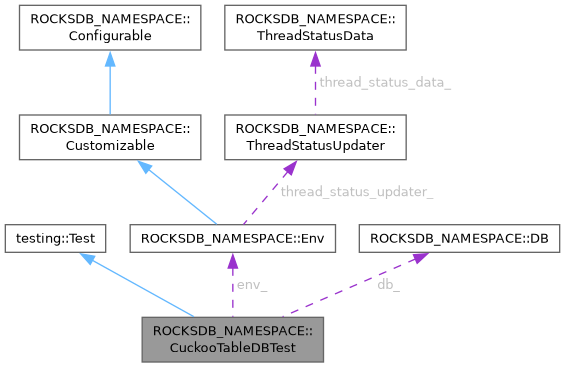 ROCKSDB_NAMESPACE::
Configurable
ROCKSDB_NAMESPACE::
ThreadStatusData
thread_status_data_
ROCKSDB_NAMESPACE::
Customizable
ROCKSDB_NAMESPACE::
ThreadStatusUpdater
thread_status_updater_
testing::Test
ROCKSDB_NAMESPACE::Env
ROCKSDB_NAMESPACE::DB
env_
db_
ROCKSDB_NAMESPACE::
CuckooTableDBTest